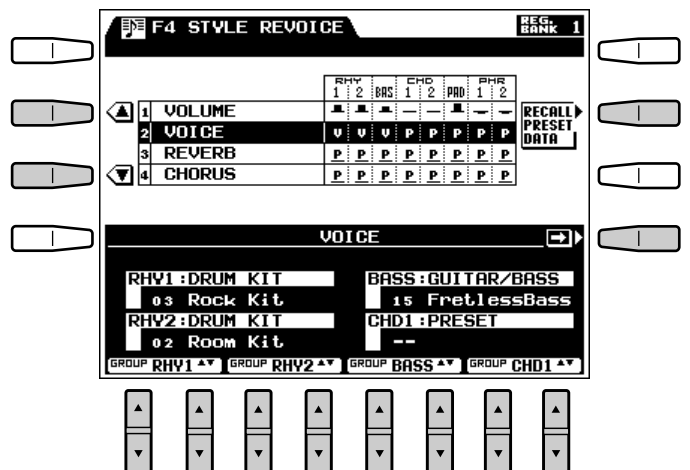 F4 STYLE REVOICE
REG. BANK 1
RHY CHD PHR
1 2 BAS 1 2 PAD 1 2
1 VOLUME
2 VOICE V V V P P P P P
3 REVERB P P P P P P P P
4 CHORUS P P P P P P P P
RECALL
PRESET
DATA
VOICE
RHY1:DRUM KIT
03 Rock Kit
BASS:GUITAR/BASS
15 FretlessBass
RHY2:DRUM KIT
02 Room Kit
CHD1:PRESET
--
GROUP RHY1 ▲▼ GROUP RHY2 ▲▼ GROUP BASS ▲▼ GROUP CHD1 ▲▼